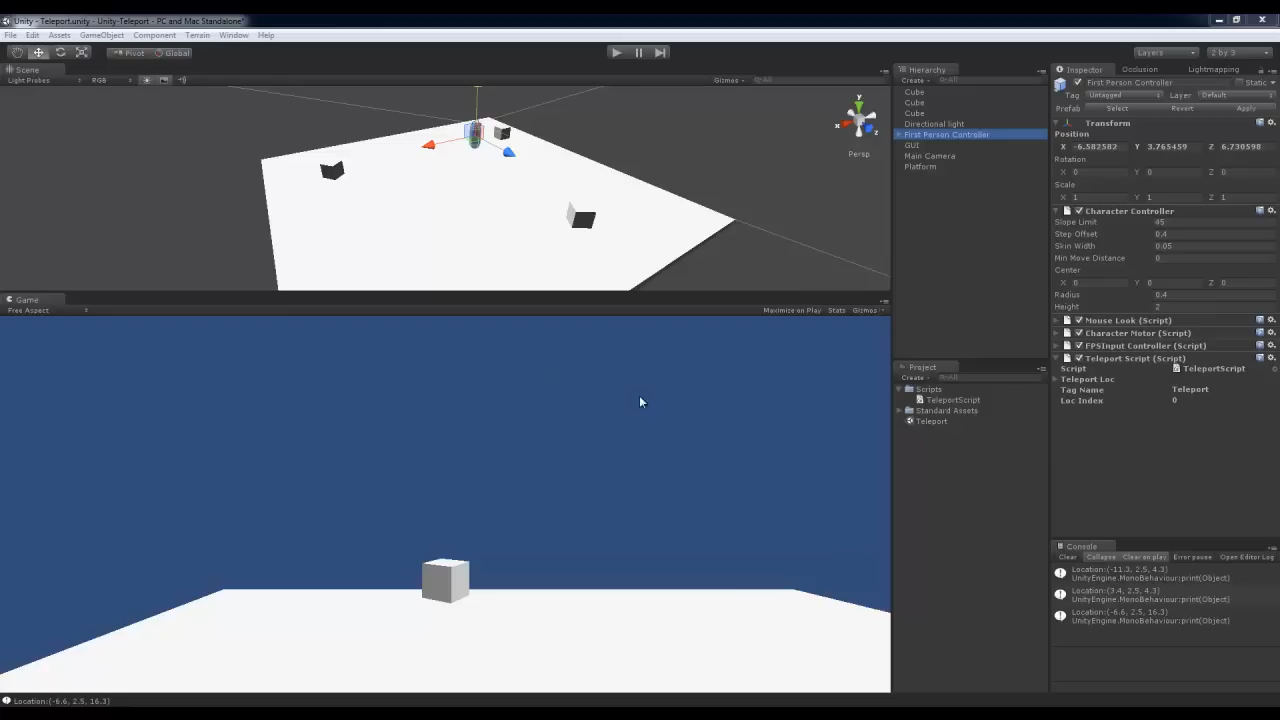 Unity - Teleport.unity - Unity-Teleport - PC and Mac Standalone*
File Edit Assets GameObject Component Terrain Window Help
Pivot Global Layers 2 by 3
Scene
Light Probes RGB Gizmos All
y
x
z
Persp
Game
Free Aspect Maximize on Play Stats Gizmos
Hierarchy
Create All
Cube
Cube
Cube
Directional light
First Person Controller
GUI
Main Camera
Platform
Project
Create All
Scripts
TeleportScript
Standard Assets
Teleport
Inspector Occlusion Lightmapping
First Person Controller Static
Tag Untagged Layer Default
Prefab Select Revert Apply
Transform
Position
X -6.582582 Y 3.765459 Z 6.730598
Rotation
X 0 Y 0 Z 0
Scale
X 1 Y 1 Z 1
Character Controller
Slope Limit 45
Step Offset 0.4
Skin Width 0.05
Min Move Distance 0
Center
X 0 Y 0 Z 0
Radius 0.4
Height 2
Mouse Look (Script)
Character Motor (Script)
FPSInput Controller (Script)
Teleport Script (Script)
Script TeleportScript
Teleport Loc
Tag Name Teleport
Loc Index 0
Console
Clear Collapse Clear on play Error pause Open Editor Log
Location:(-11.3, 2.5, 4.3)
UnityEngine.MonoBehaviour:print(Object)
Location:(3.4, 2.5, 4.3)
UnityEngine.MonoBehaviour:print(Object)
Location:(-6.6, 2.5, 16.3)
UnityEngine.MonoBehaviour:print(Object)
Location:(-6.6, 2.5, 16.3)